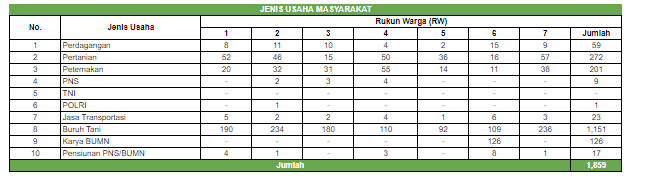 JENIS USAHA MASYARAKAT
No. Jenis Usaha Rukun Warga (RW)
1 2 3 4 5 6 7 Jumlah
1 Perdagangan 8 11 10 4 2 15 9 59
2 Pertanian 52 46 15 50 36 16 57 272
3 Peternakan 20 32 31 55 14 11 38 201
4 PNS - 2 3 4 - - - 9
5 TNI - - - - - - - -
6 POLRI - 1 - - - - - 1
7 Jasa Transportasi 5 2 2 4 1 6 3 23
8 Buruh Tani 190 234 180 110 92 109 236 1,151
9 Karya BUMN - - - - - 126 - 126
10 Pensiunan PNS/BUMN 4 1 - 3 - 8 1 17
Jumlah 1,859